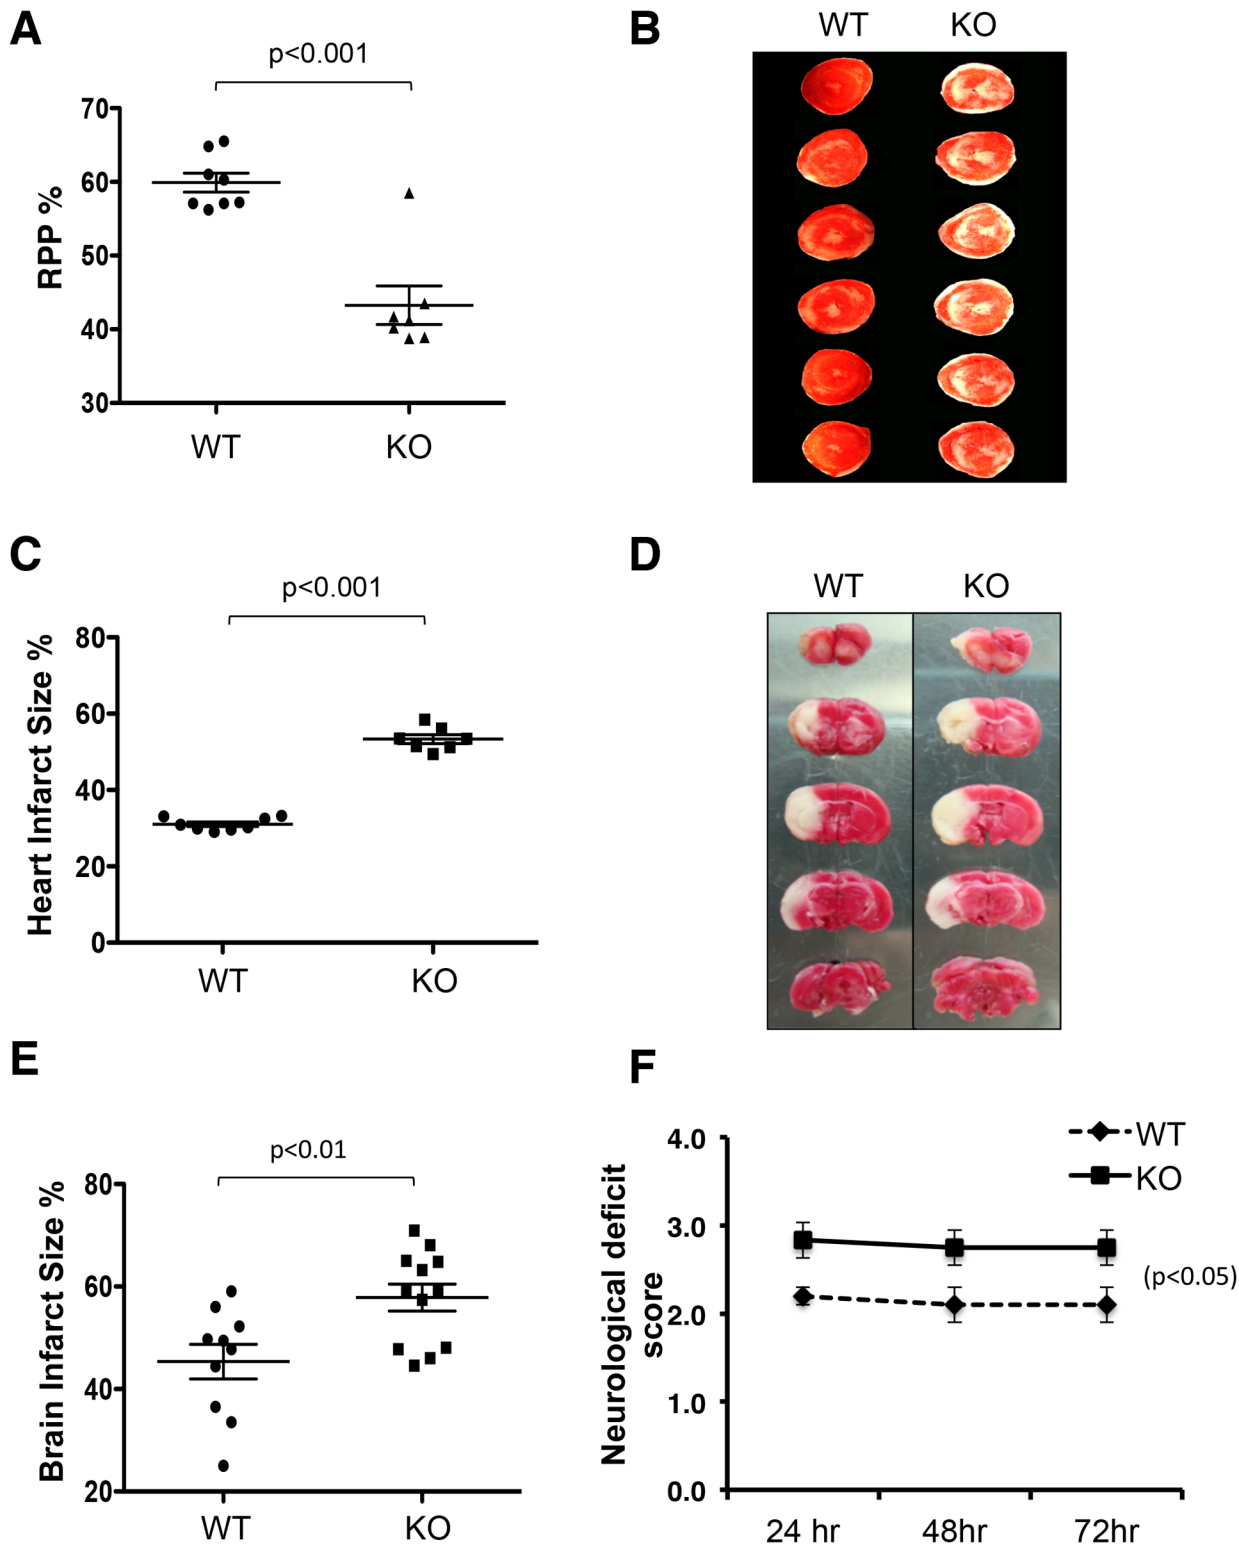 A
p<0.001
70
60
50
40
30
RPP %
WT
KO
B
WT
KO
C
p<0.001
80
60
40
20
0
Heart Infarct Size %
WT
KO
D
WT
KO
E
p<0.01
80
60
40
20
Brain Infarct Size %
WT
KO
F
WT
KO
4.0
3.0
2.0
1.0
0.0
Neurological deficit
score
(p<0.05)
24 hr
48hr
72hr